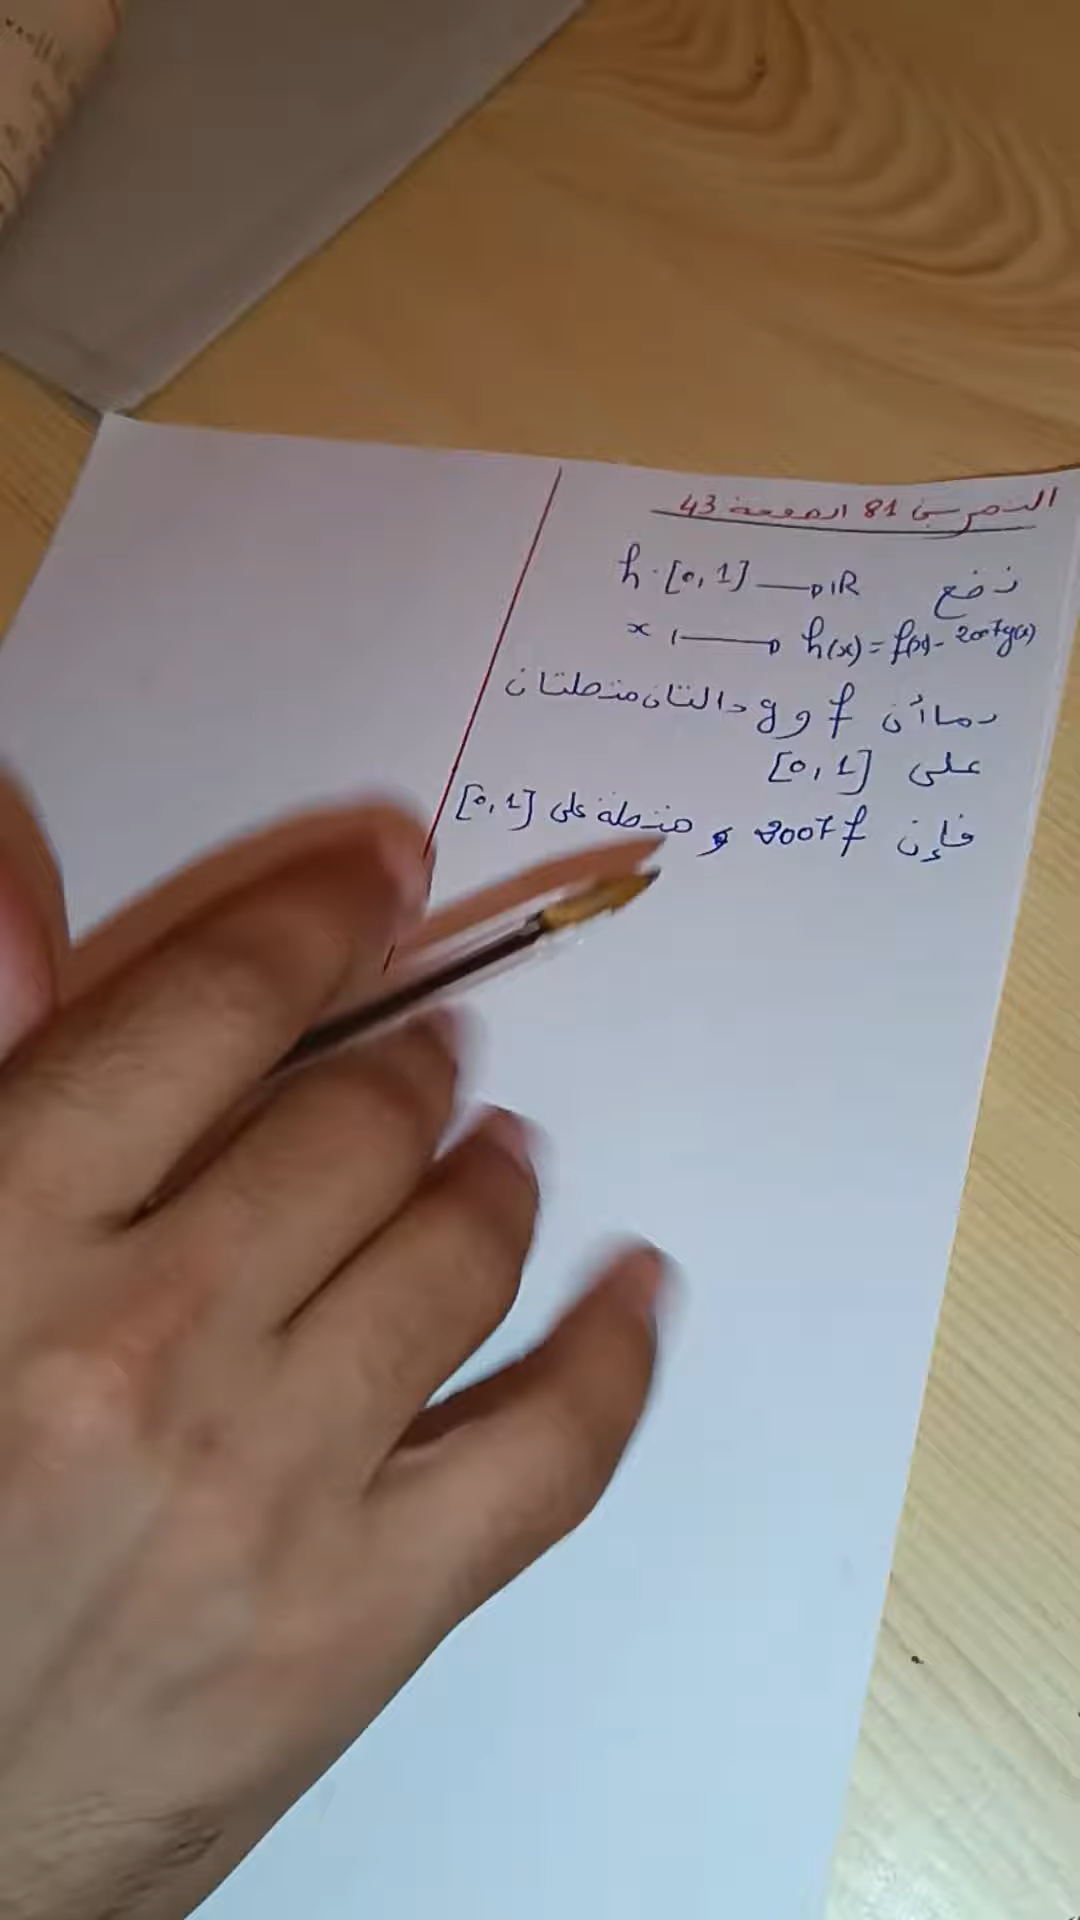 التمرين 81 الصفحة 43
نضع h: [0,1] → ℝ
x ↦ h(x) = f(x) - 2007g(x)
بما أن f و g دالتان متصلتان
على [0,1]
فإن 2007f و متصلة على [0,1]